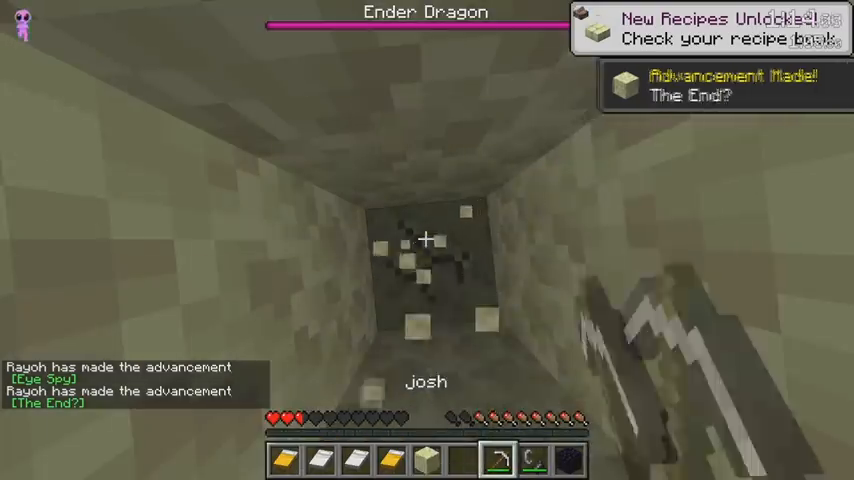 Ender Dragon
New Recipes Unlocked!
Check your recipe book
Advancement Made!
The End?
Rayoh has made the advancement
[Eye Spy]
Rayoh has made the advancement
[The End?]
josh